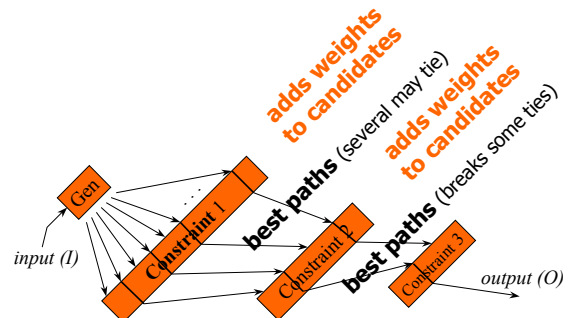 adds weights
to candidates
adds weights
to candidates
best paths (several may tie)
best paths (breaks some ties)
Gen
. . .
input (I)
Constraint 1
Constraint 2
Constraint 3
output (O)